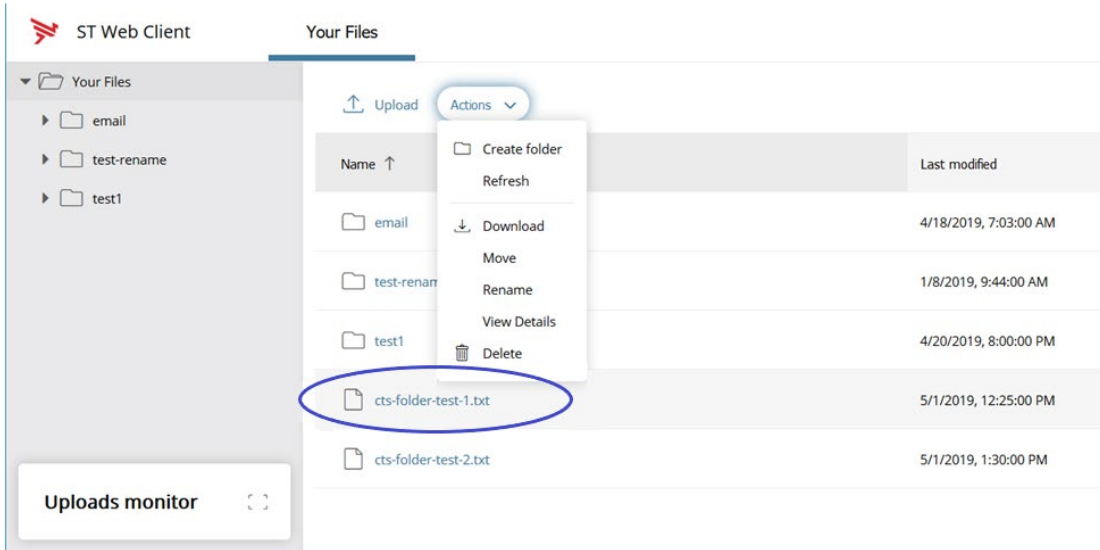 ST Web Client
Your Files
Your Files
email
test-rename
test1
Upload
Actions
Create folder
Refresh
Download
Move
Rename
View Details
Delete
Name
Last modified
email 4/18/2019, 7:03:00 AM
test-renam 1/8/2019, 9:44:00 AM
test1 4/20/2019, 8:00:00 PM
cts-folder-test-1.txt 5/1/2019, 12:25:00 PM
cts-folder-test-2.txt 5/1/2019, 1:30:00 PM
Uploads monitor